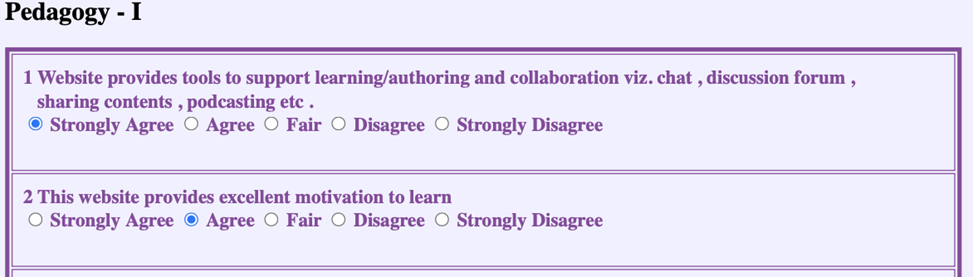 Pedagogy - I
1 Website provides tools to support learning/authoring and collaboration viz. chat , discussion forum ,
sharing contents , podcasting etc .
Strongly Agree Agree Fair Disagree Strongly Disagree
2 This website provides excellent motivation to learn
Strongly Agree Agree Fair Disagree Strongly Disagree